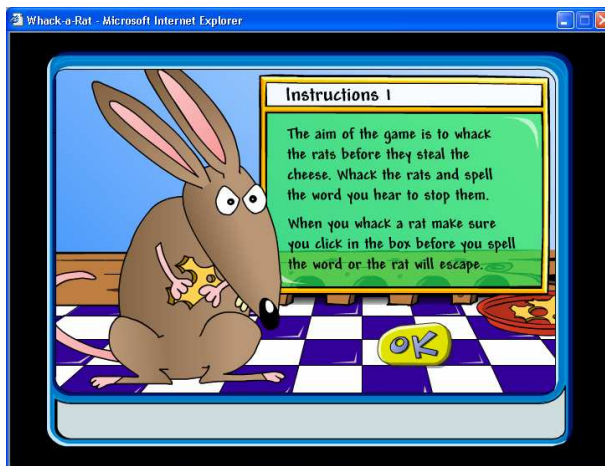 Whack-a-Rat - Microsoft Internet Explorer
Instructions 1
The aim of the game is to whack
the rats before they steal the
cheese. Whack the rats and spell
the word you hear to stop them.
When you whack a rat make sure
you click in the box before you spell
the word or the rat will escape.
OK